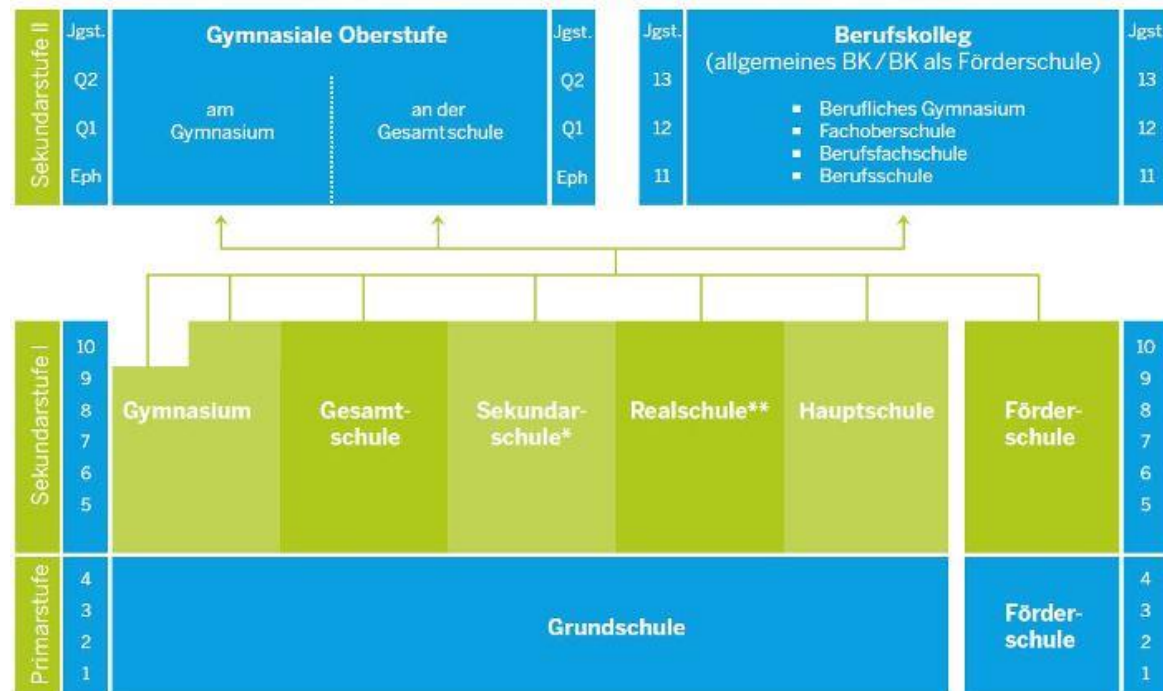 Sekundarstufe II
Jgst.
Q2
Q1
Eph
Gymnasiale Oberstufe
am
Gymnasium
an der
Gesamtschule
Jgst.
Q2
Q1
Eph
Jgst.
13
12
11
Berufskolleg
(allgemeines BK/BK als Förderschule)
▪ Berufliches Gymnasium
▪ Fachoberschule
▪ Berufsfachschule
▪ Berufsschule
Jgst
13
12
11
Sekundarstufe I
10
9
8
7
6
5
Gymnasium
Gesamt-
schule
Sekundar-
schule*
Realschule**
Hauptschule
Förder-
schule
10
9
8
7
6
5
Primarstufe
4
3
2
1
Grundschule
Förder-
schule
4
3
2
1